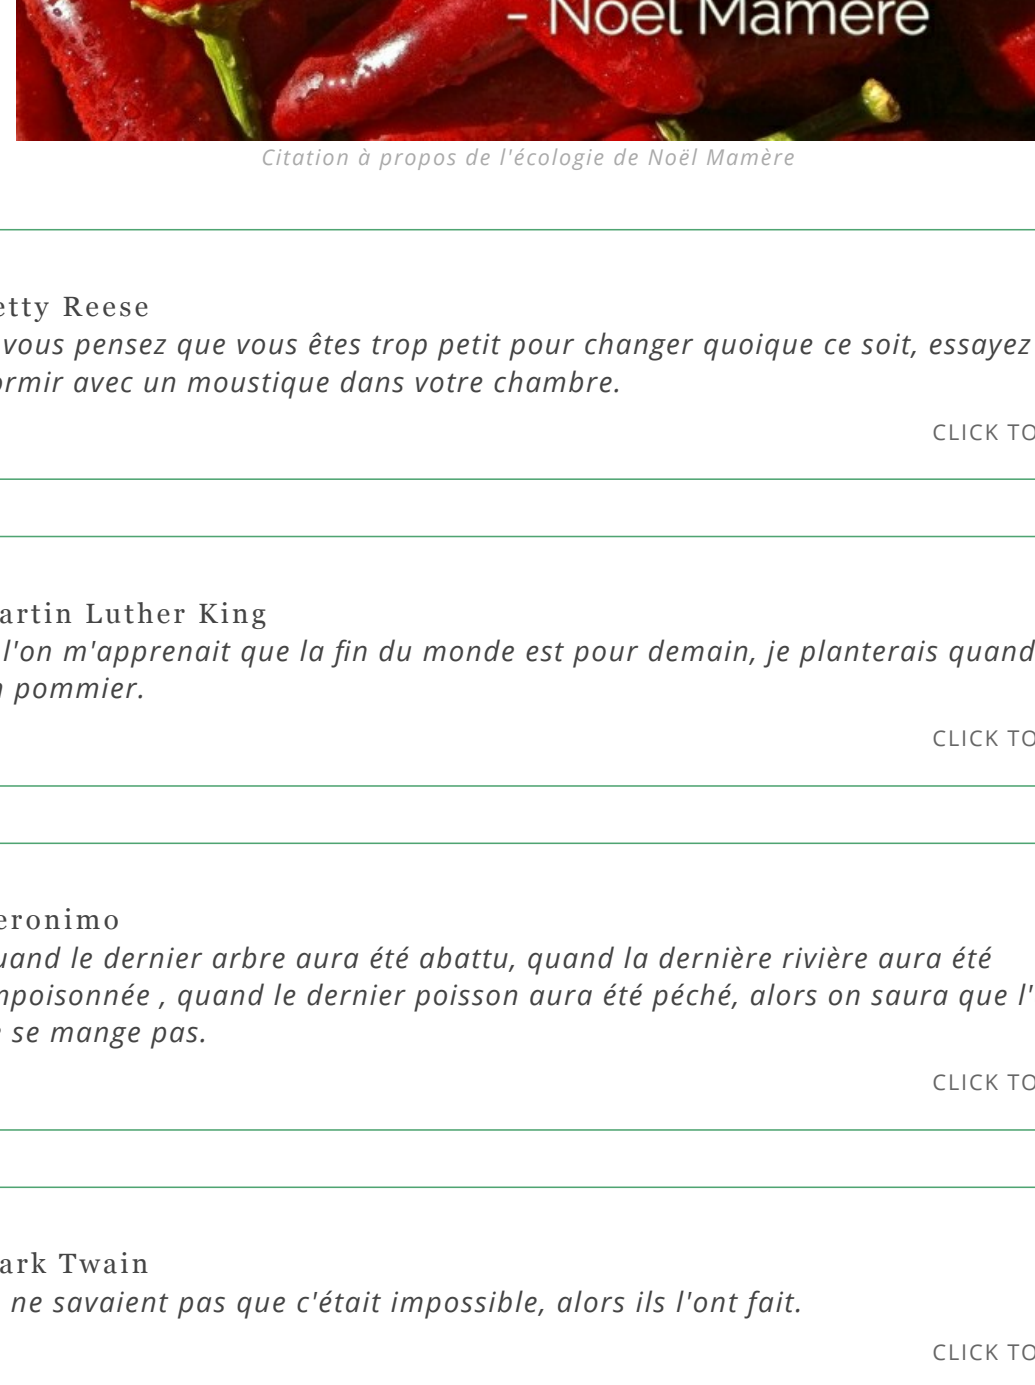 - Noël Mamère
Citation à propos de l'écologie de Noël Mamère
etty Reese
vous pensez que vous êtes trop petit pour changer quoique ce soit, essayez
ormir avec un moustique dans votre chambre.
CLICK TO
artin Luther King
l'on m'apprenait que la fin du monde est pour demain, je planterais quand
n pommier.
CLICK TO
eronimo
uand le dernier arbre aura été abattu, quand la dernière rivière aura été
mpoisonnée , quand le dernier poisson aura été péché, alors on saura que l'
e se mange pas.
CLICK TO
ark Twain
ne savaient pas que c'était impossible, alors ils l'ont fait.
CLICK TO